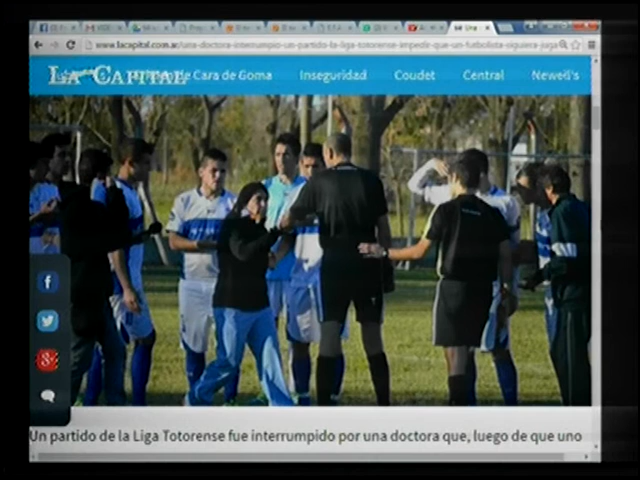 www.lacapital.com.ar/una-doctora-interrumpio-un-partido-la-liga-totorense-impedir-que-un-futbolista-siguiera-juga
LA CAPITAL de Cara de Goma Inseguridad Coudet Central Newell's
Un partido de la Liga Totorense fue interrumpido por una doctora que, luego de que uno